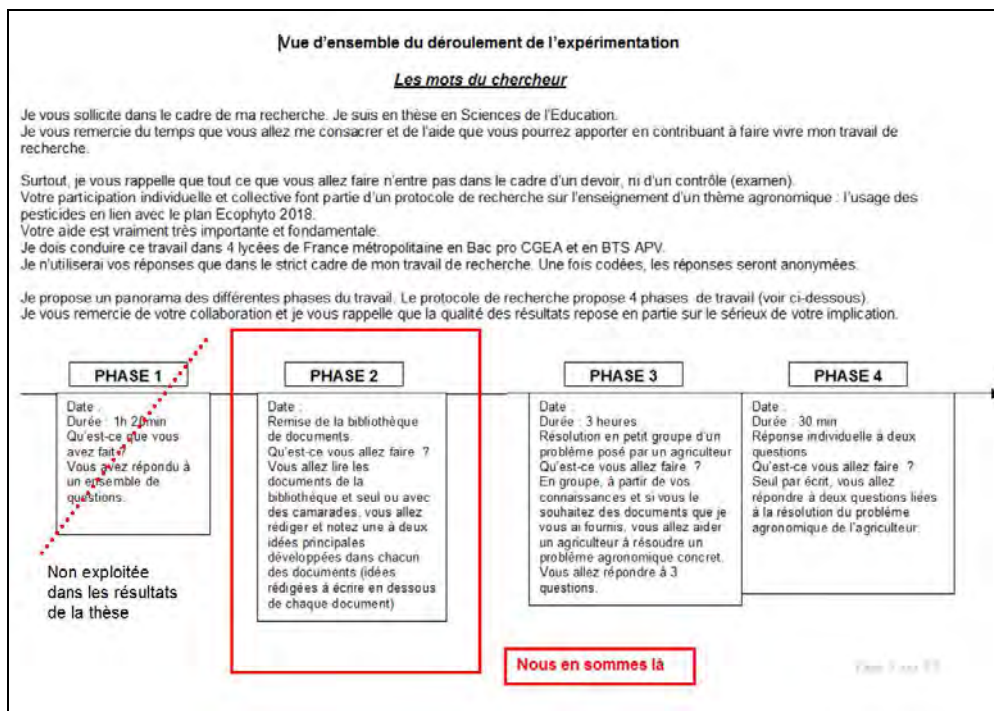 Vue d'ensemble du déroulement de l'expérimentation
Les mots du chercheur
Je vous sollicite dans le cadre de ma recherche. Je suis en thèse en Sciences de l'Education.
Je vous remercie du temps que vous allez me consacrer et de l'aide que vous pourrez apporter en contribuant à faire vivre mon travail de
recherche.
Surtout, je vous rappelle que tout ce que vous allez faire n'entre pas dans le cadre d'un devoir, ni d'un contrôle (examen).
Votre participation individuelle et collective font partie d'un protocole de recherche sur l'enseignement d'un thème agronomique : l'usage des
pesticides en lien avec le plan Ecophyto 2018.
Votre aide est vraiment très importante et fondamentale.
Je dois conduire ce travail dans 4 lycées de France métropolitaine en Bac pro CGEA et en BTS APV.
Je n'utiliserai vos réponses que dans le strict cadre de mon travail de recherche. Une fois codées, les réponses seront anonymées.
Je propose un panorama des différentes phases du travail. Le protocole de recherche propose 4 phases de travail (voir ci-dessous).
Je vous remercie de votre collaboration et je vous rappelle que la qualité des résultats repose en partie sur le sérieux de votre implication.
PHASE 1
Date :
Durée : 1h 20min
Qu'est-ce que vous
avez fait ?
Vous avez répondu à
un ensemble de
questions.
Non exploitée
dans les résultats
de la thèse
PHASE 2
Date :
Remise de la bibliothèque
de documents.
Qu'est-ce vous allez faire ?
Vous allez lire les
documents de la
bibliothèque et seul ou avec
des camarades, vous allez
rédiger et notez une à deux
idées principales
développées dans chacun
des documents (idées
rédigées à écrire en dessous
de chaque document)
PHASE 3
Date :
Durée : 3 heures
Résolution en petit groupe d'un
problème posé par un agriculteur
Qu'est-ce vous allez faire ?
En groupe, à partir de vos
connaissances et si vous le
souhaitez des documents que je
vous ai fournis, vous allez aider
un agriculteur à résoudre un
problème agronomique concret.
Vous allez répondre à 3
questions.
PHASE 4
Date :
Durée : 30 min
Réponse individuelle à deux
questions
Qu'est-ce vous allez faire ?
Seul par écrit, vous allez
répondre à deux questions liées
à la résolution du problème
agronomique de l'agriculteur.
Nous en sommes là